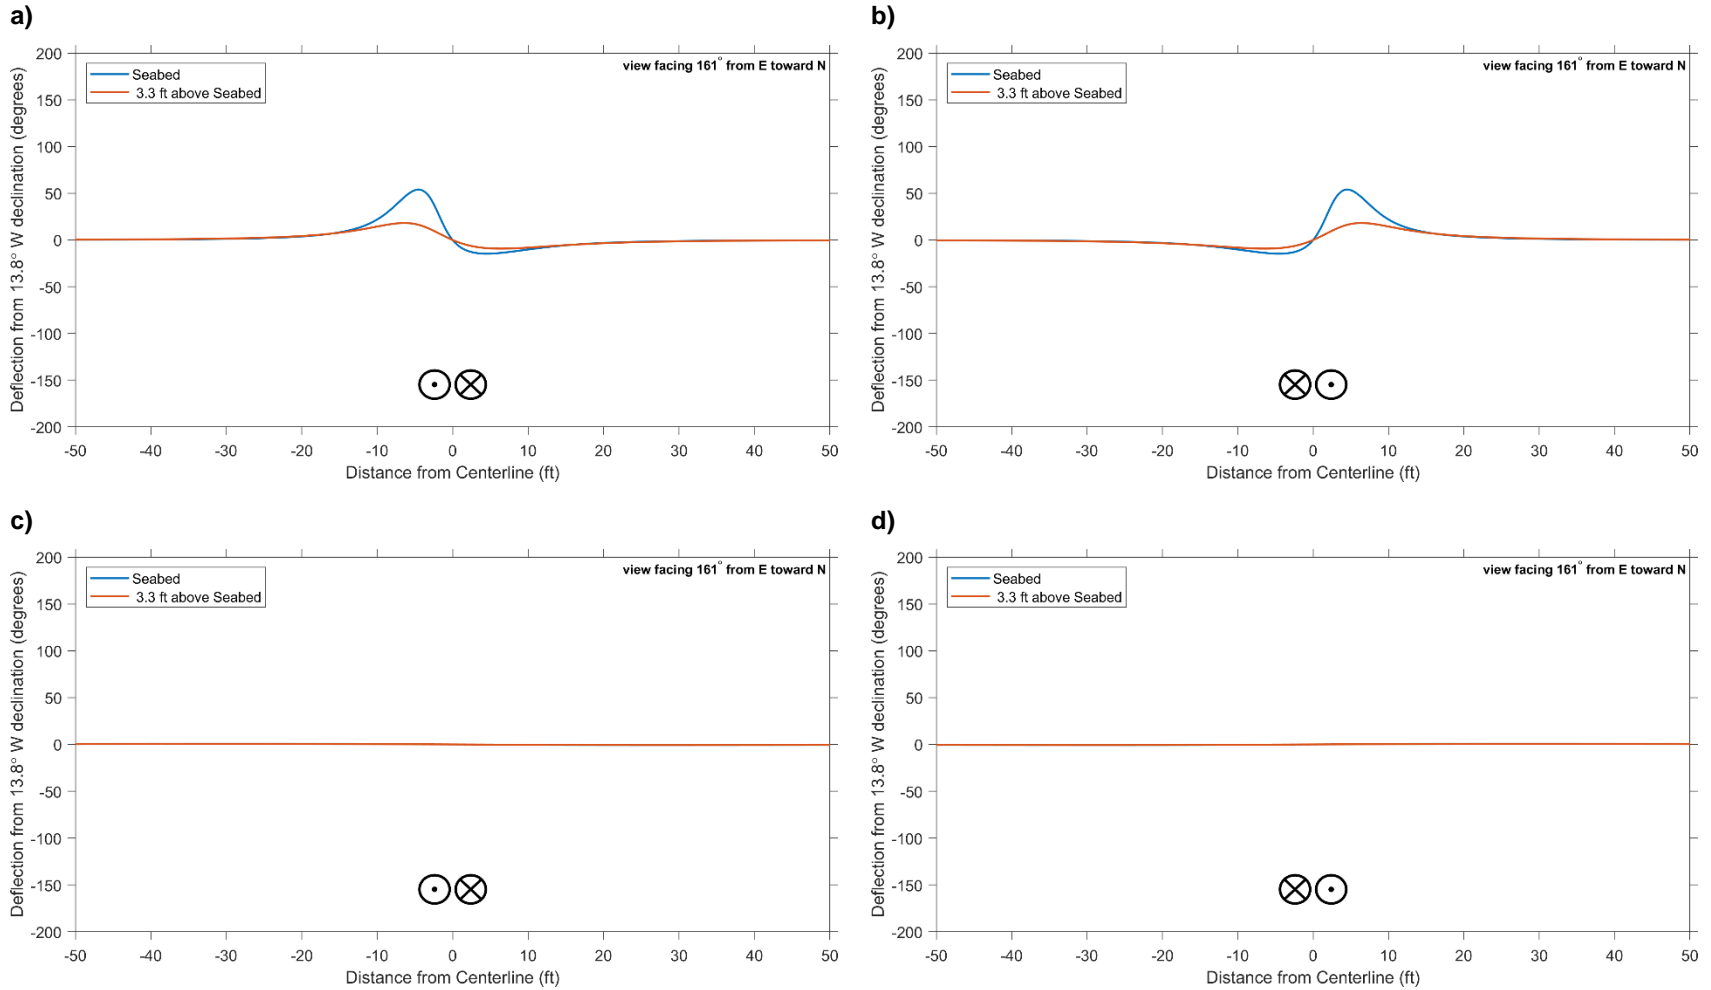 a)
Deflection from 13.8° W declination (degrees)
200
150
100
50
0
-50
-100
-150
-200
Seabed
3.3 ft above Seabed
view facing 161° from E toward N
-50 -40 -30 -20 -10 0 10 20 30 40 50
Distance from Centerline (ft)
b)
Deflection from 13.8° W declination (degrees)
200
150
100
50
0
-50
-100
-150
-200
Seabed
3.3 ft above Seabed
view facing 161° from E toward N
-50 -40 -30 -20 -10 0 10 20 30 40 50
Distance from Centerline (ft)
c)
Deflection from 13.8° W declination (degrees)
200
150
100
50
0
-50
-100
-150
-200
Seabed
3.3 ft above Seabed
view facing 161° from E toward N
-50 -40 -30 -20 -10 0 10 20 30 40 50
Distance from Centerline (ft)
d)
Deflection from 13.8° W declination (degrees)
200
150
100
50
0
-50
-100
-150
-200
Seabed
3.3 ft above Seabed
view facing 161° from E toward N
-50 -40 -30 -20 -10 0 10 20 30 40 50
Distance from Centerline (ft)